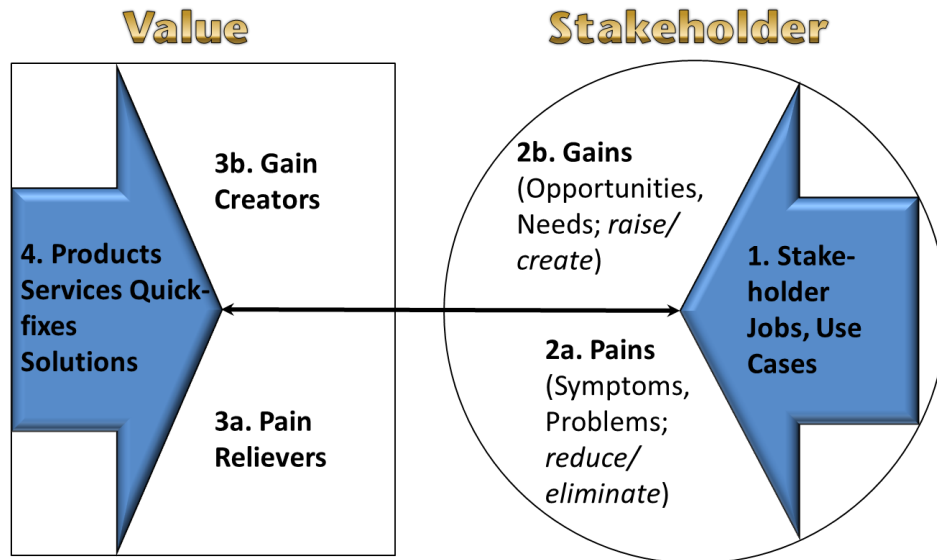 Value
Stakeholder
3b. Gain
Creators
4. Products
Services Quick-
fixes
Solutions
3a. Pain
Relievers
2b. Gains
(Opportunities,
Needs; raise/
create)
1. Stake-
holder
Jobs, Use
Cases
2a. Pains
(Symptoms,
Problems;
reduce/
eliminate)